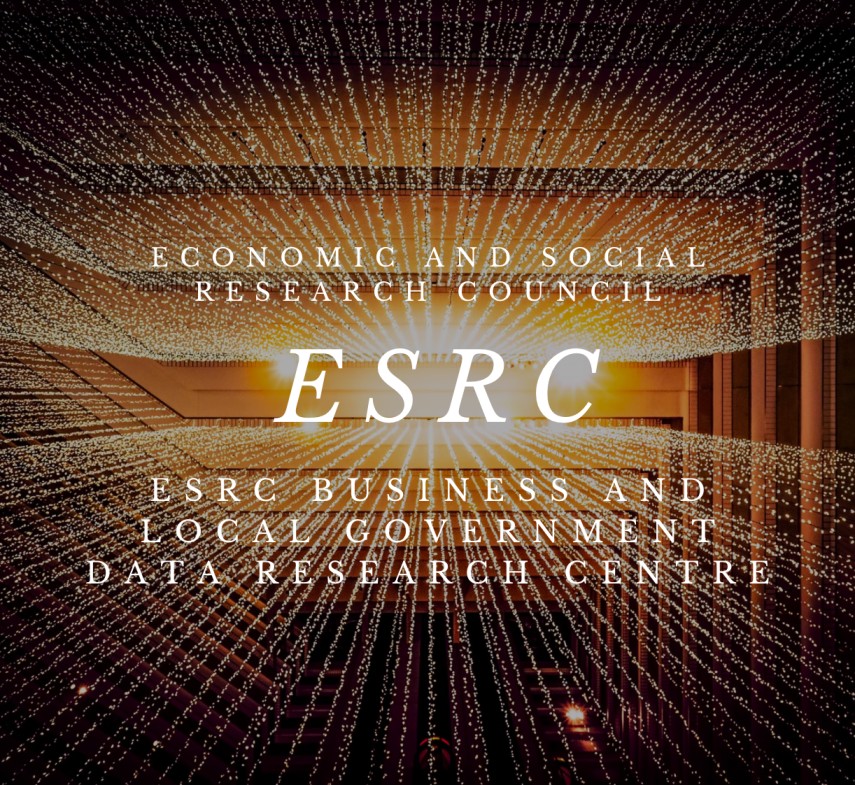 ECONOMIC AND SOCIAL
RESEARCH COUNCIL
ESRC
ESRC BUSINESS AND
LOCAL GOVERNMENT
DATA RESEARCH CENTRE